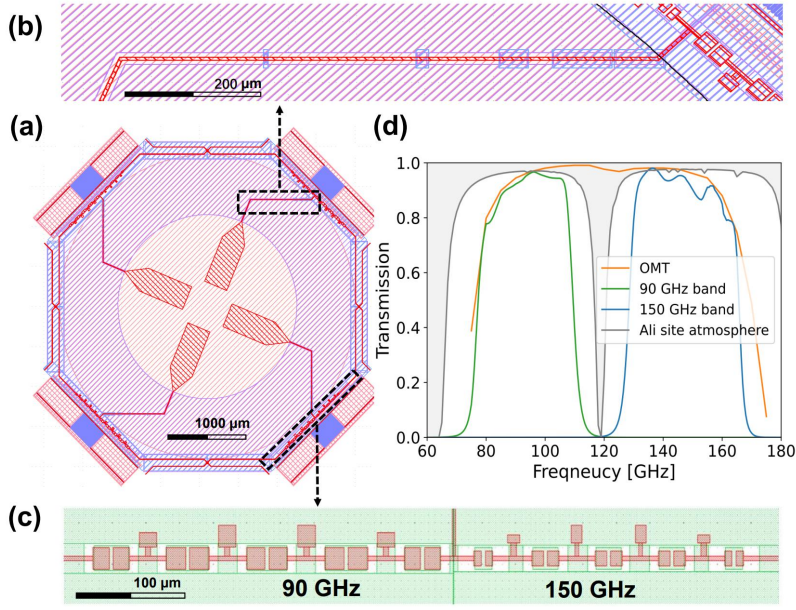 (b)
200 µm
(a)
1000 µm
(d)
Transmission
1.0
0.8
0.6
0.4
0.2
0.0
OMT
90 GHz band
150 GHz band
Ali site atmosphere
60 80 100 120 140 160 180
Freqneucy [GHz]
(c)
100 µm
90 GHz
150 GHz